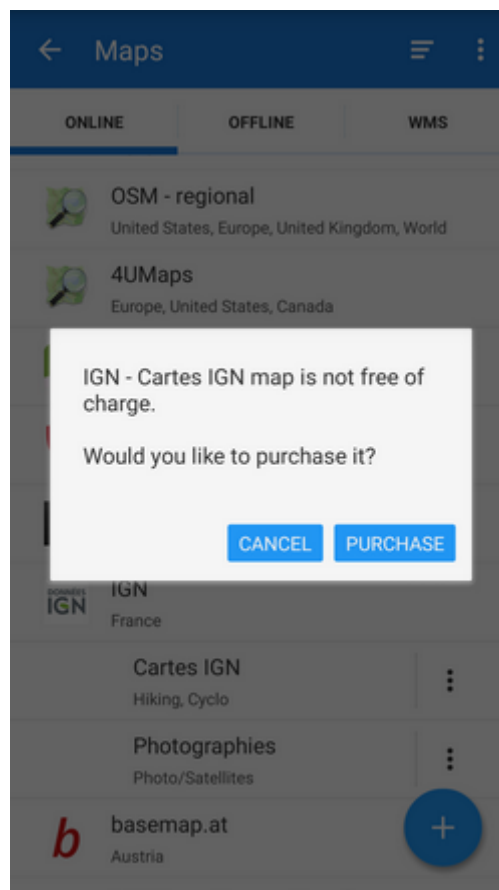 Maps
ONLINE OFFLINE WMS
OSM - regional
United States, Europe, United Kingdom, World
4UMaps
Europe, United States, Canada
IGN - Cartes IGN map is not free of
charge.
Would you like to purchase it?
CANCEL PURCHASE
DONNÉES
IGN
IGN
France
Cartes IGN
Hiking, Cyclo
Photographies
Photo/Satellites
b
basemap.at
Austria